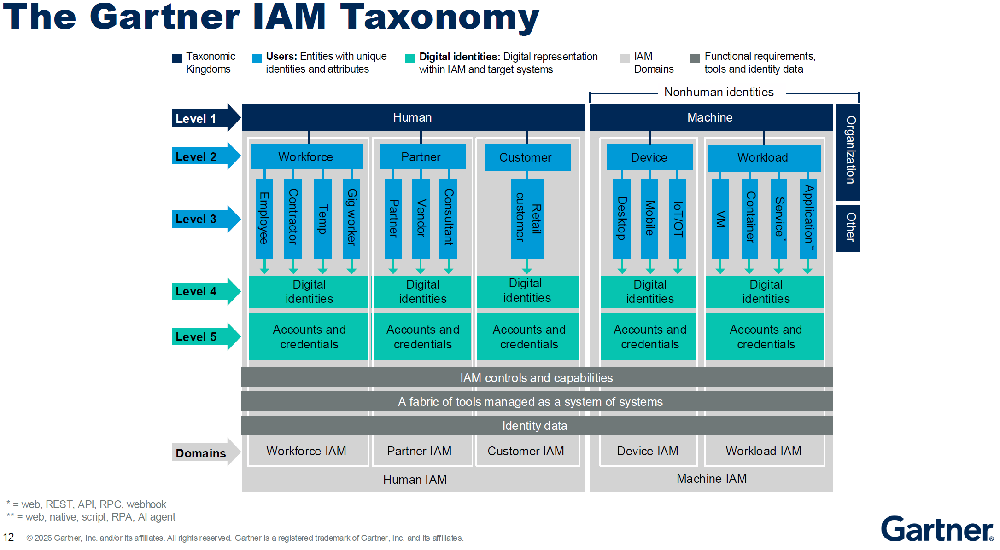 The Gartner IAM Taxonomy
Taxonomic
Kingdoms
Users: Entities with unique
identities and attributes
Digital identities: Digital representation
within IAM and target systems
IAM
Domains
Functional requirements,
tools and identity data
Nonhuman identities
Level 1
Human
Machine
Organization
Other
Level 2
Workforce
Partner
Customer
Device
Workload
Level 3
Employee
Contractor
Temp
Gig worker
Partner
Vendor
Consultant
Retail
customer
Desktop
Mobile
IoT/OT
VM
Container
Service *
Application **
Level 4
Digital
identities
Digital
identities
Digital
identities
Digital
identities
Digital
identities
Level 5
Accounts and
credentials
Accounts and
credentials
Accounts and
credentials
Accounts and
credentials
Accounts and
credentials
IAM controls and capabilities
A fabric of tools managed as a system of systems
Identity data
Domains
Workforce IAM
Partner IAM
Customer IAM
Device IAM
Workload IAM
Human IAM
Machine IAM
* = web, REST, API, RPC, webhook
** = web, native, script, RPA, AI agent
12 © 2026 Gartner, Inc. and/or its affiliates. All rights reserved. Gartner is a registered trademark of Gartner, Inc. and its affiliates.
Gartner®